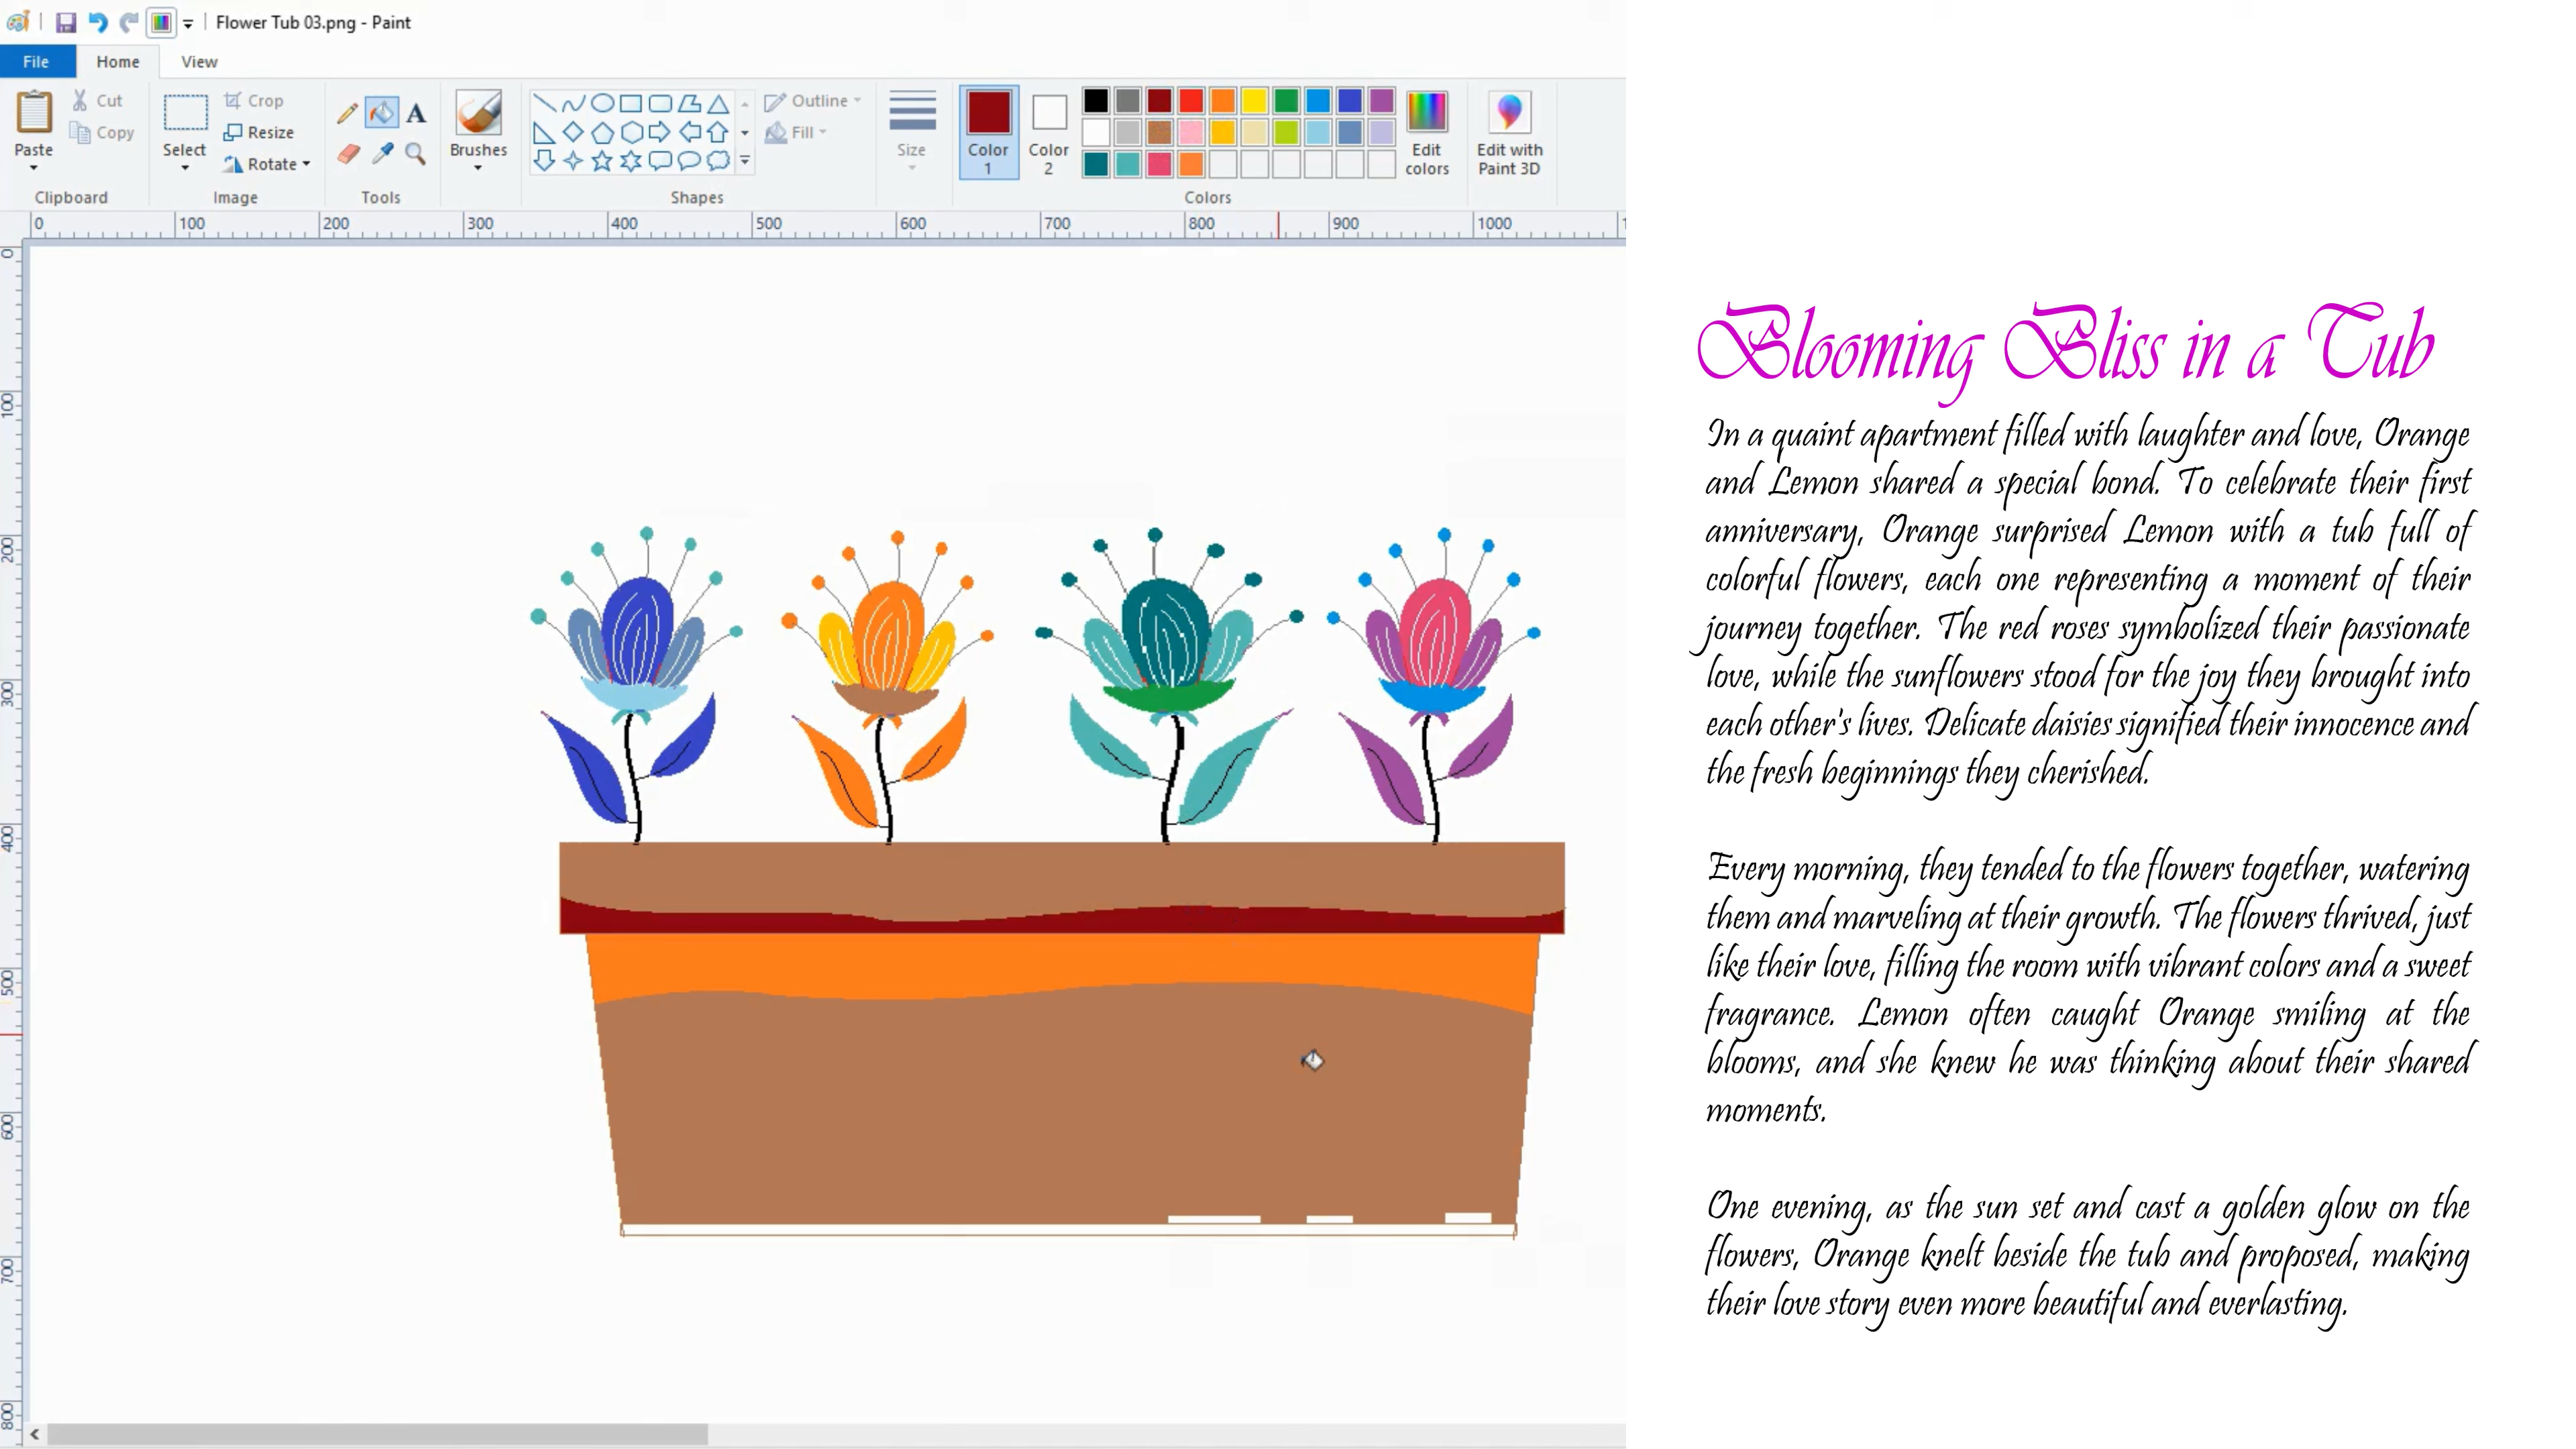 Flower Tub 03.png - Paint
File Home View
Paste Cut Copy Select Crop Resize Rotate A Brushes Outline Fill Size Color 1 Color 2 Edit colors Edit with Paint 3D
Clipboard Image Tools Shapes Colors
0 100 200 300 400 500 600 700 800 900 1000
0
100
200
300
400
500
600
700
800
Blooming Bliss in a Tub
In a quaint apartment filled with laughter and love, Orange
and Lemon shared a special bond. To celebrate their first
anniversary, Orange surprised Lemon with a tub full of
colorful flowers, each one representing a moment of their
journey together. The red roses symbolized their passionate
love, while the sunflowers stood for the joy they brought into
each other's lives. Delicate daisies signified their innocence and
the fresh beginnings they cherished.
Every morning, they tended to the flowers together, watering
them and marveling at their growth. The flowers thrived, just
like their love, filling the room with vibrant colors and a sweet
fragrance. Lemon often caught Orange smiling at the
blooms, and she knew he was thinking about their shared
moments.
One evening, as the sun set and cast a golden glow on the
flowers, Orange knelt beside the tub and proposed, making
their love story even more beautiful and everlasting.